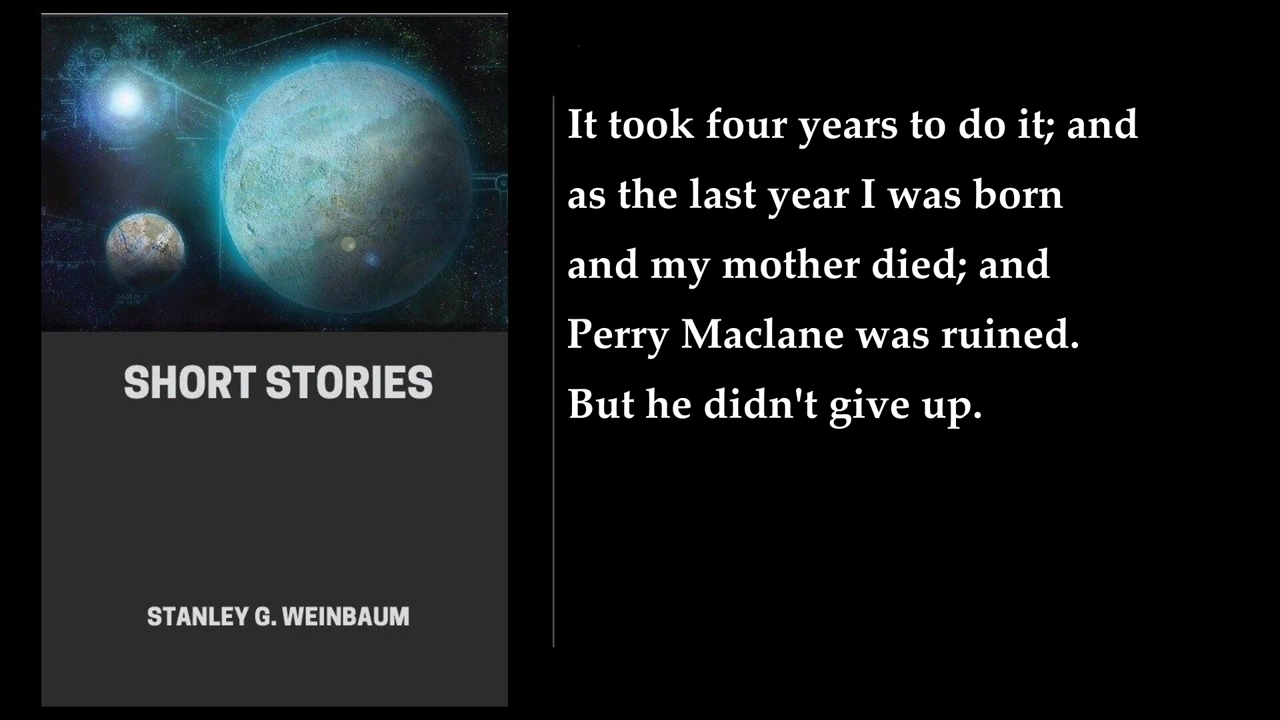 SHORT STORIES
STANLEY G. WEINBAUM
It took four years to do it; and
as the last year I was born
and my mother died; and
Perry Maclane was ruined.
But he didn't give up.